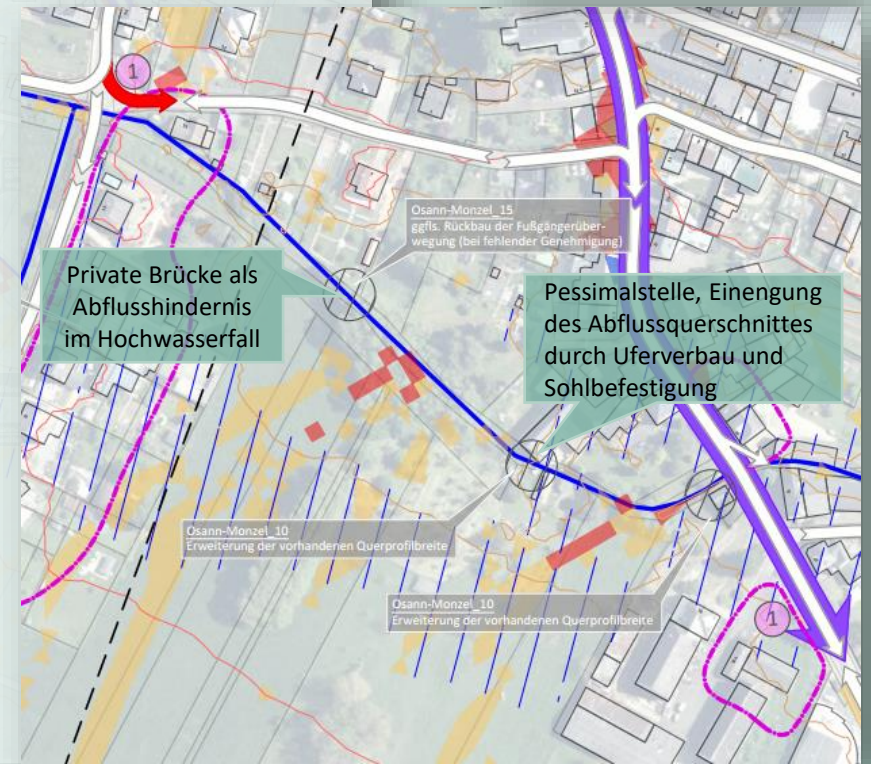 1
Osann-Monzel_15
ggfls. Rückbau der Fußgängerüber-
wegung (bei fehlender Genehmigung)
Private Brücke als
Abflusshindernis
im Hochwasserfall
Pessimalstelle, Einengung
des Abflussquerschnittes
durch Uferverbau und
Sohlbefestigung
Osann-Monzel_10
Erweiterung der vorhandenen Querprofilbreite
Osann-Monzel_10
Erweiterung der vorhandenen Querprofilbreite
1